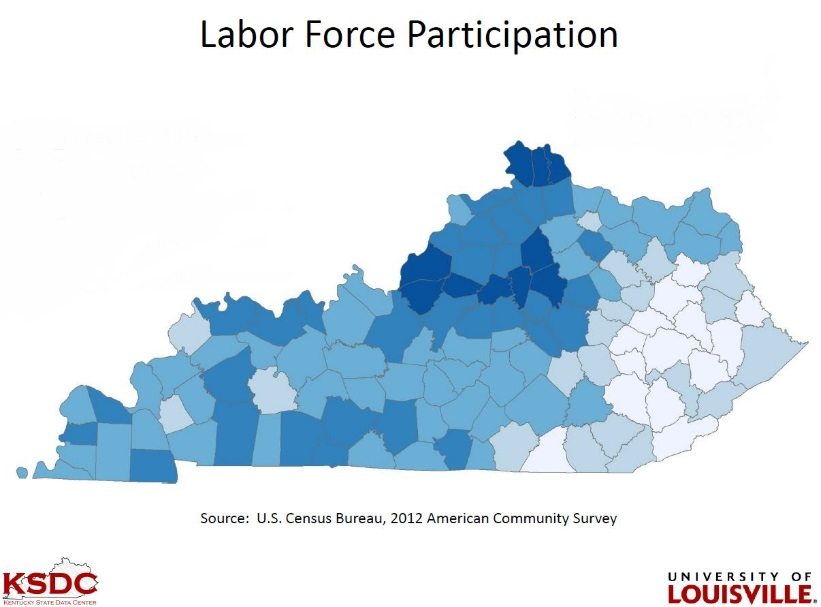 Labor Force Participation
Source:  U.S. Census Bureau, 2012 American Community Survey
KSDC
KENTUCKY STATE DATA CENTER
UNIVERSITY OF
LOUISVILLE.